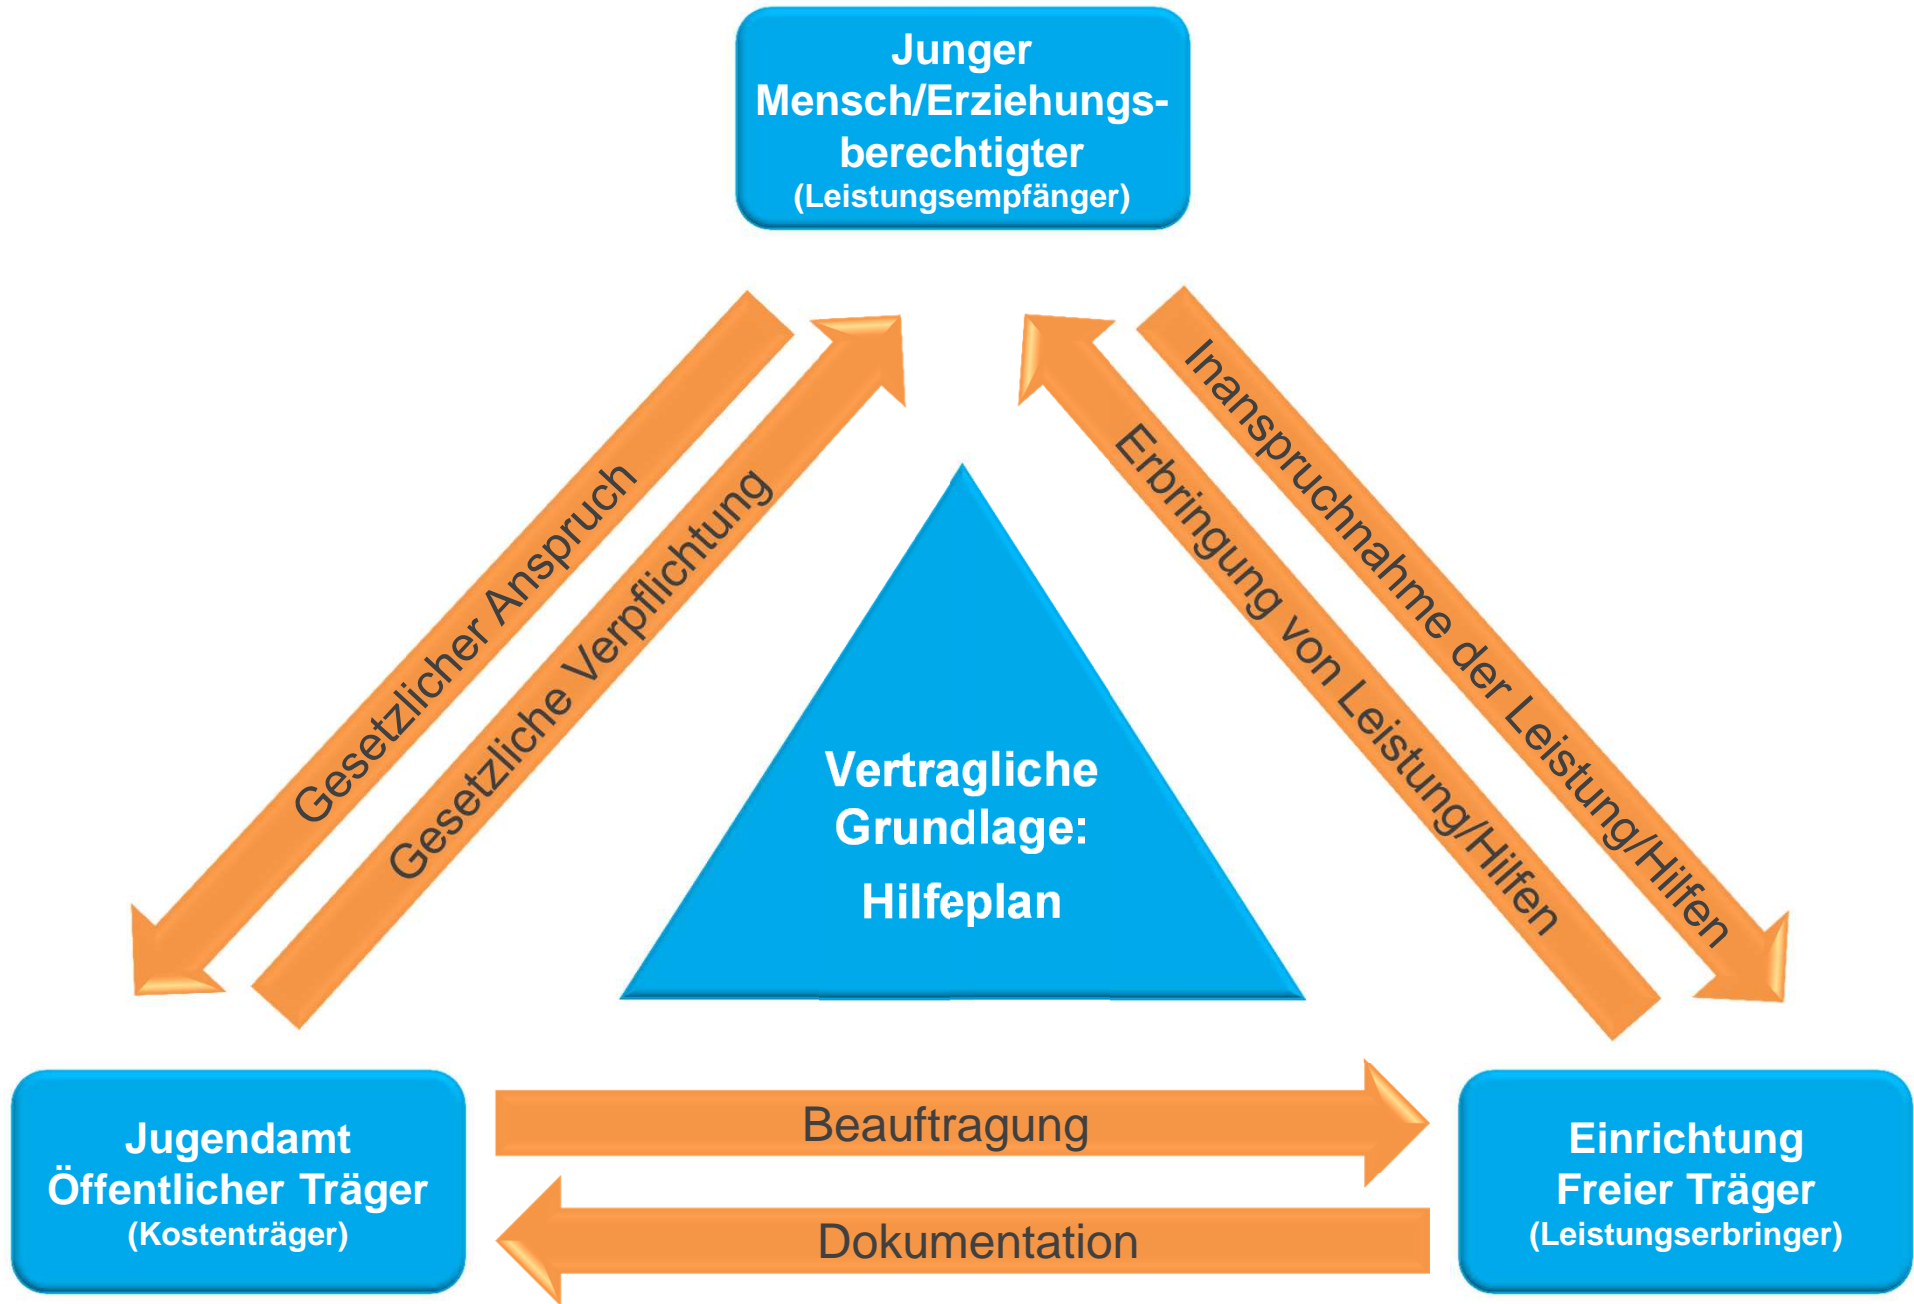 Junger
Mensch/Erziehungs-
berechtigter
(Leistungsempfänger)
Gesetzlicher Anspruch
Gesetzliche Verpflichtung
Erbringung von Leistung/Hilfen
Inanspruchnahme der Leistung/Hilfen
Vertragliche
Grundlage:
Hilfeplan
Jugendamt
Öffentlicher Träger
(Kostenträger)
Beauftragung
Dokumentation
Einrichtung
Freier Träger
(Leistungserbringer)